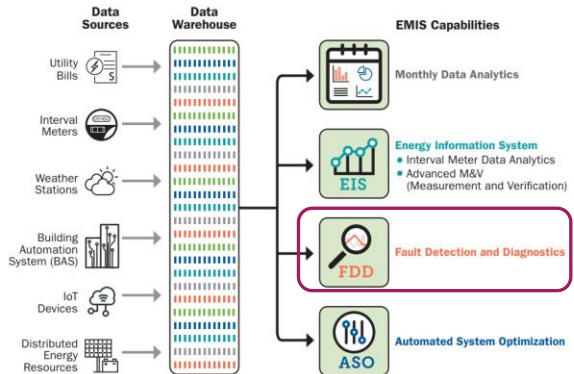 Data
Sources
Data
Warehouse
EMIS Capabilities
Utility
Bills
$
Interval
Meters
Weather
Stations
Building
Automation
System (BAS)
IoT
Devices
Distributed
Energy
Resources
Monthly Data Analytics
EIS
Energy Information System
• Interval Meter Data Analytics
• Advanced M&V
(Measurement and Verification)
FDD
Fault Detection and Diagnostics
ASO
Automated System Optimization